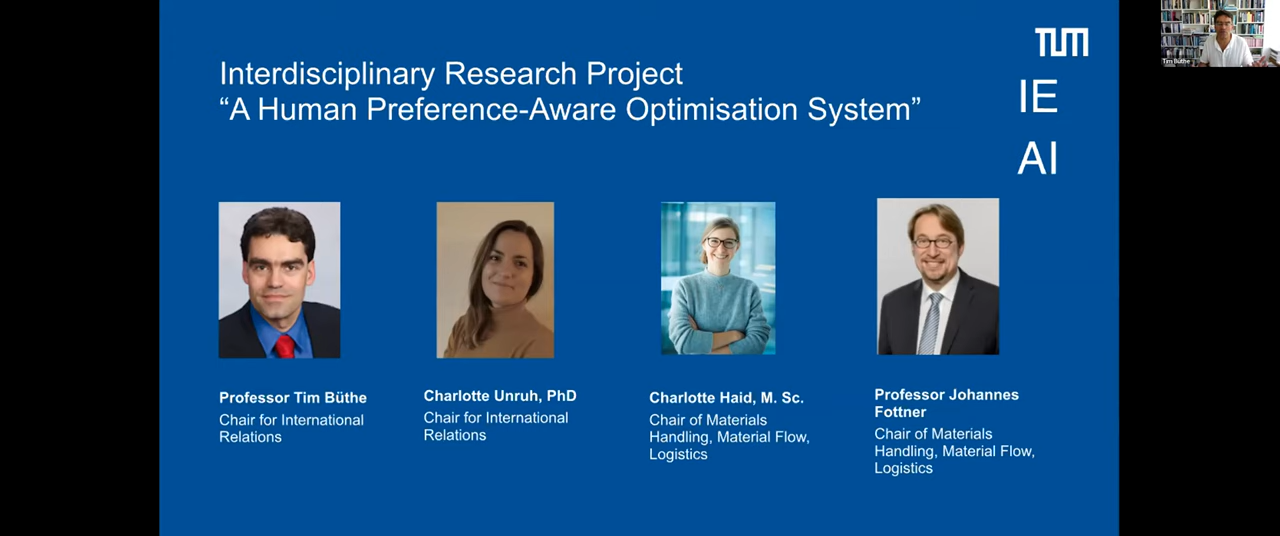 Interdisciplinary Research Project
“A Human Preference-Aware Optimisation System”
TUM
IE
AI
Tim Büthe
Professor Tim Büthe
Chair for International
Relations
Charlotte Unruh, PhD
Chair for International
Relations
Charlotte Haid, M. Sc.
Chair of Materials
Handling, Material Flow,
Logistics
Professor Johannes
Fottner
Chair of Materials
Handling, Material Flow,
Logistics